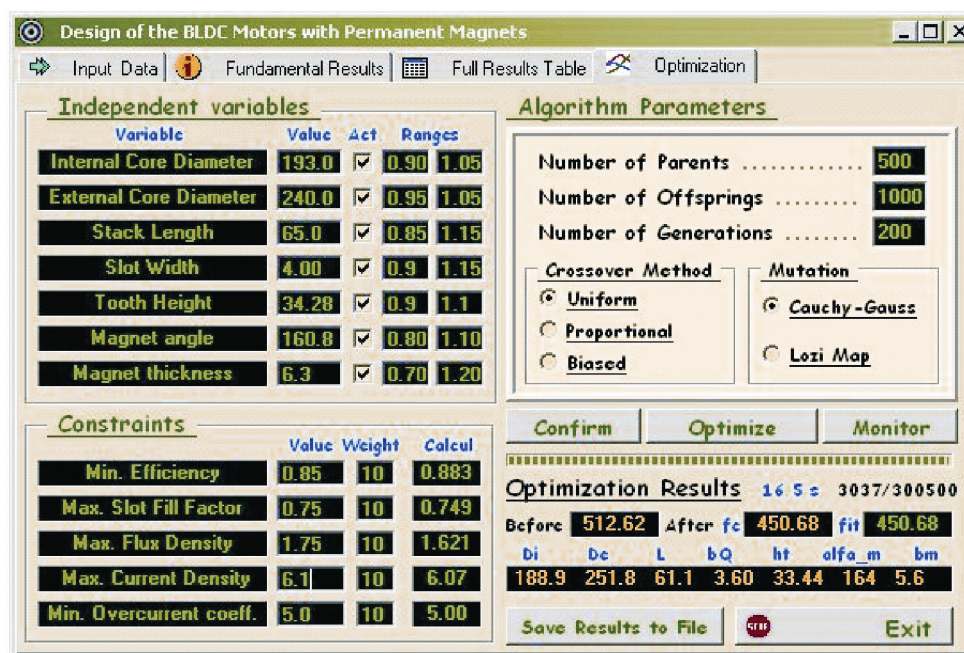 Design of the BLDC Motors with Permanent Magnets
Input Data Fundamental Results Full Results Table Optimization
Independent variables
Variable Value Act. Ranges
Internal Core Diameter 193.0 0.90 1.05
External Core Diameter 240.0 0.95 1.05
Stack Length 65.0 0.85 1.15
Slot Width 4.00 0.9 1.15
Tooth Height 34.28 0.9 1.1
Magnet angle 160.8 0.80 1.10
Magnet thickness 6.3 0.70 1.20
Constraints
Value Weight Calcul
Min. Efficiency 0.85 10 0.883
Max. Slot Fill Factor 0.75 10 0.749
Max. Flux Density 1.75 10 1.621
Max. Current Density 6.1 10 6.07
Min. Overcurrent coeff. 5.0 10 5.00
Algorithm Parameters
Number of Parents ............. 500
Number of Offsprings ......... 1000
Number of Generations ........ 200
Crossover Method
Uniform
Proportional
Biased
Mutation
Cauchy-Gauss
Lozi Map
Confirm Optimize Monitor
Optimization Results 16.5 s 3037/300500
Before 512.62 After fc 450.68 fit 450.68
Di De L bQ ht alfa_m bm
188.9 251.8 61.1 3.60 33.44 164 5.6
Save Results to File STOP Exit